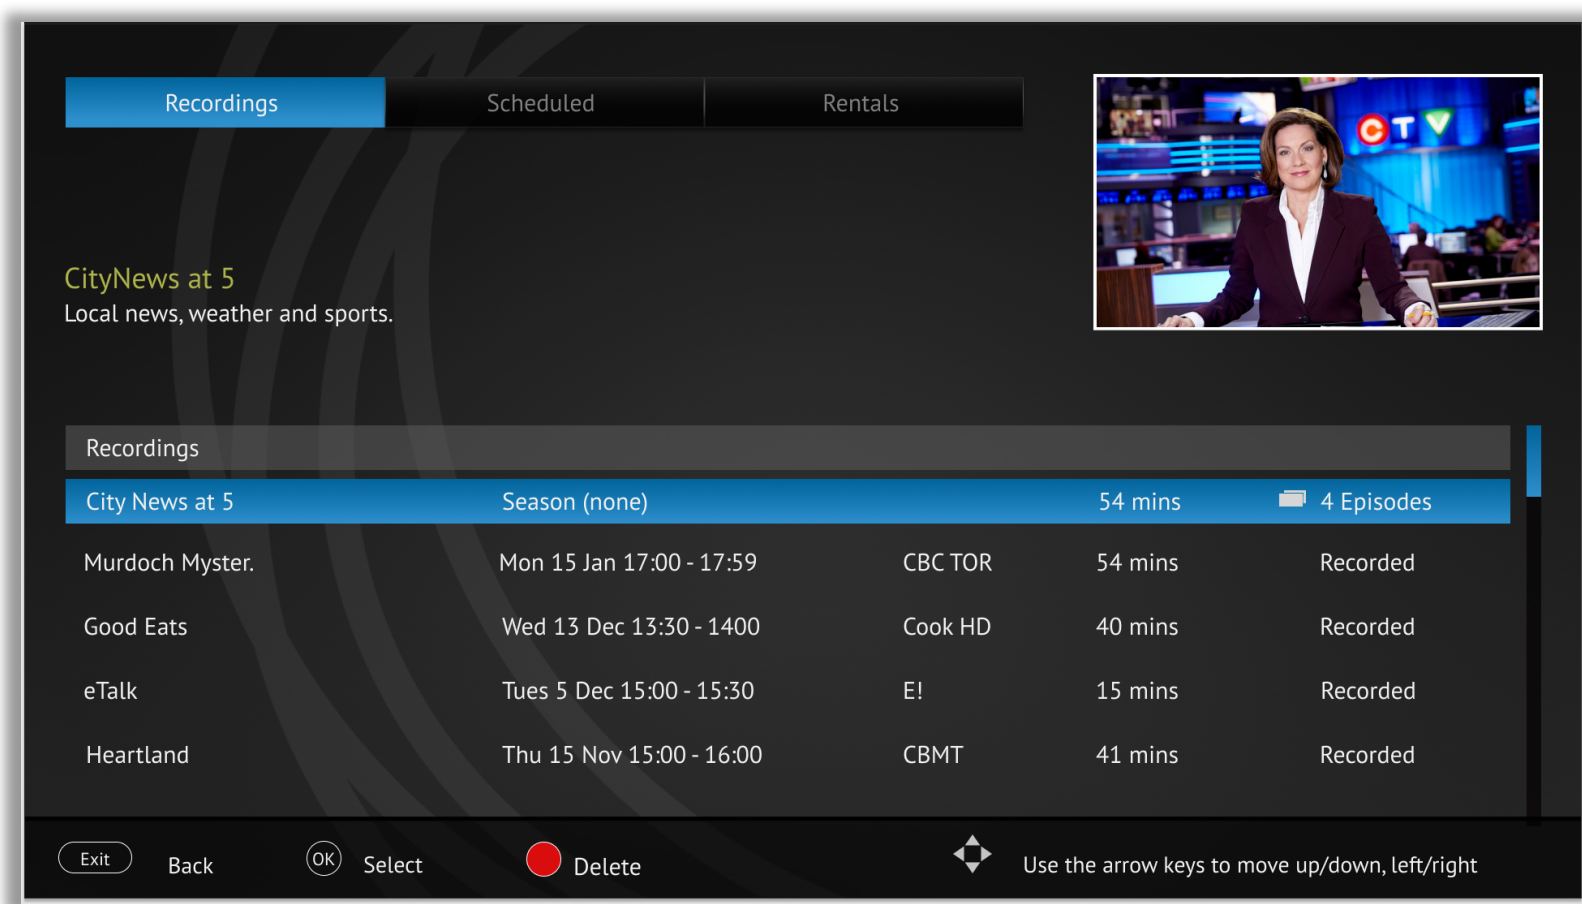 Recordings Scheduled Rentals
CTV
CityNews at 5
Local news, weather and sports.
Recordings
City News at 5 Season (none) 54 mins 4 Episodes
Murdoch Myster. Mon 15 Jan 17:00 - 17:59 CBC TOR 54 mins Recorded
Good Eats Wed 13 Dec 13:30 - 1400 Cook HD 40 mins Recorded
eTalk Tues 5 Dec 15:00 - 15:30 E! 15 mins Recorded
Heartland Thu 15 Nov 15:00 - 16:00 CBMT 41 mins Recorded
Exit Back OK Select Delete Use the arrow keys to move up/down, left/right